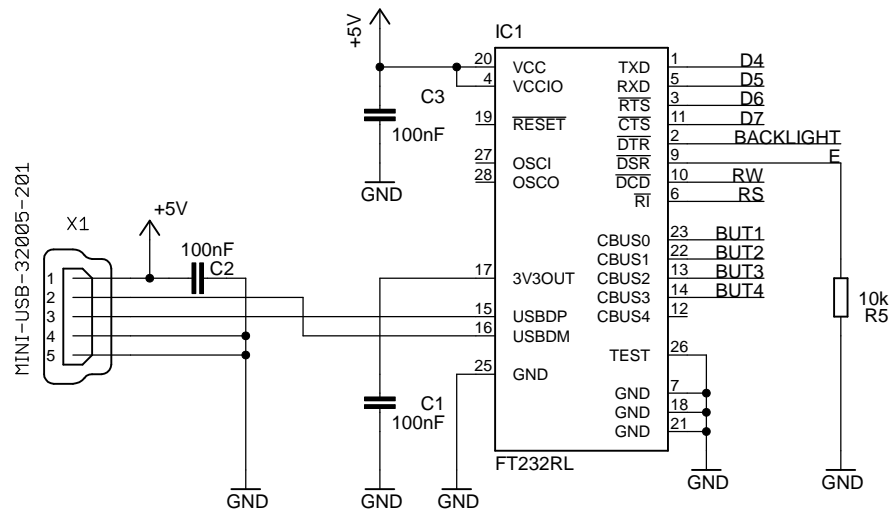 +5V
IC1
20 VCC TXD 1 D4
4 VCCIO RXD 5 D5
C3
RTS 3 D6
100nF
19 RESET CTS 11 D7
DTR 2 BACKLIGHT
27 OSCI DSR 9 E
28 OSCO DCD 10 RW
GND
RI 6 RS
MINI-USB-32005-201
X1
+5V
100nF
C2
CBUS0 23 BUT1
CBUS1 22 BUT2
1
17 3V3OUT CBUS2 13 BUT3
2
CBUS3 14 BUT4
10k
R5
3
15 USBDP CBUS4 12
4
16 USBDM
5
TEST 26
25 GND
GND 7
C1
100nF
GND 18
GND 21
FT232RL
GND
GND
GND
GND
GND